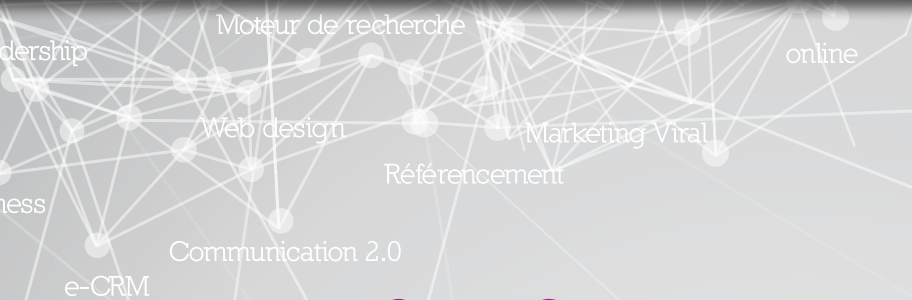 Moteur de recherche
dership
online
Web design
Marketing Viral
Référencement
ness
Communication 2.0
e-CRM